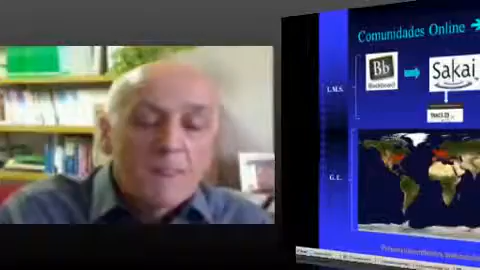 Comunidades Online →
Bb
Blackboard
Sakai
L.M.S.
G.E.